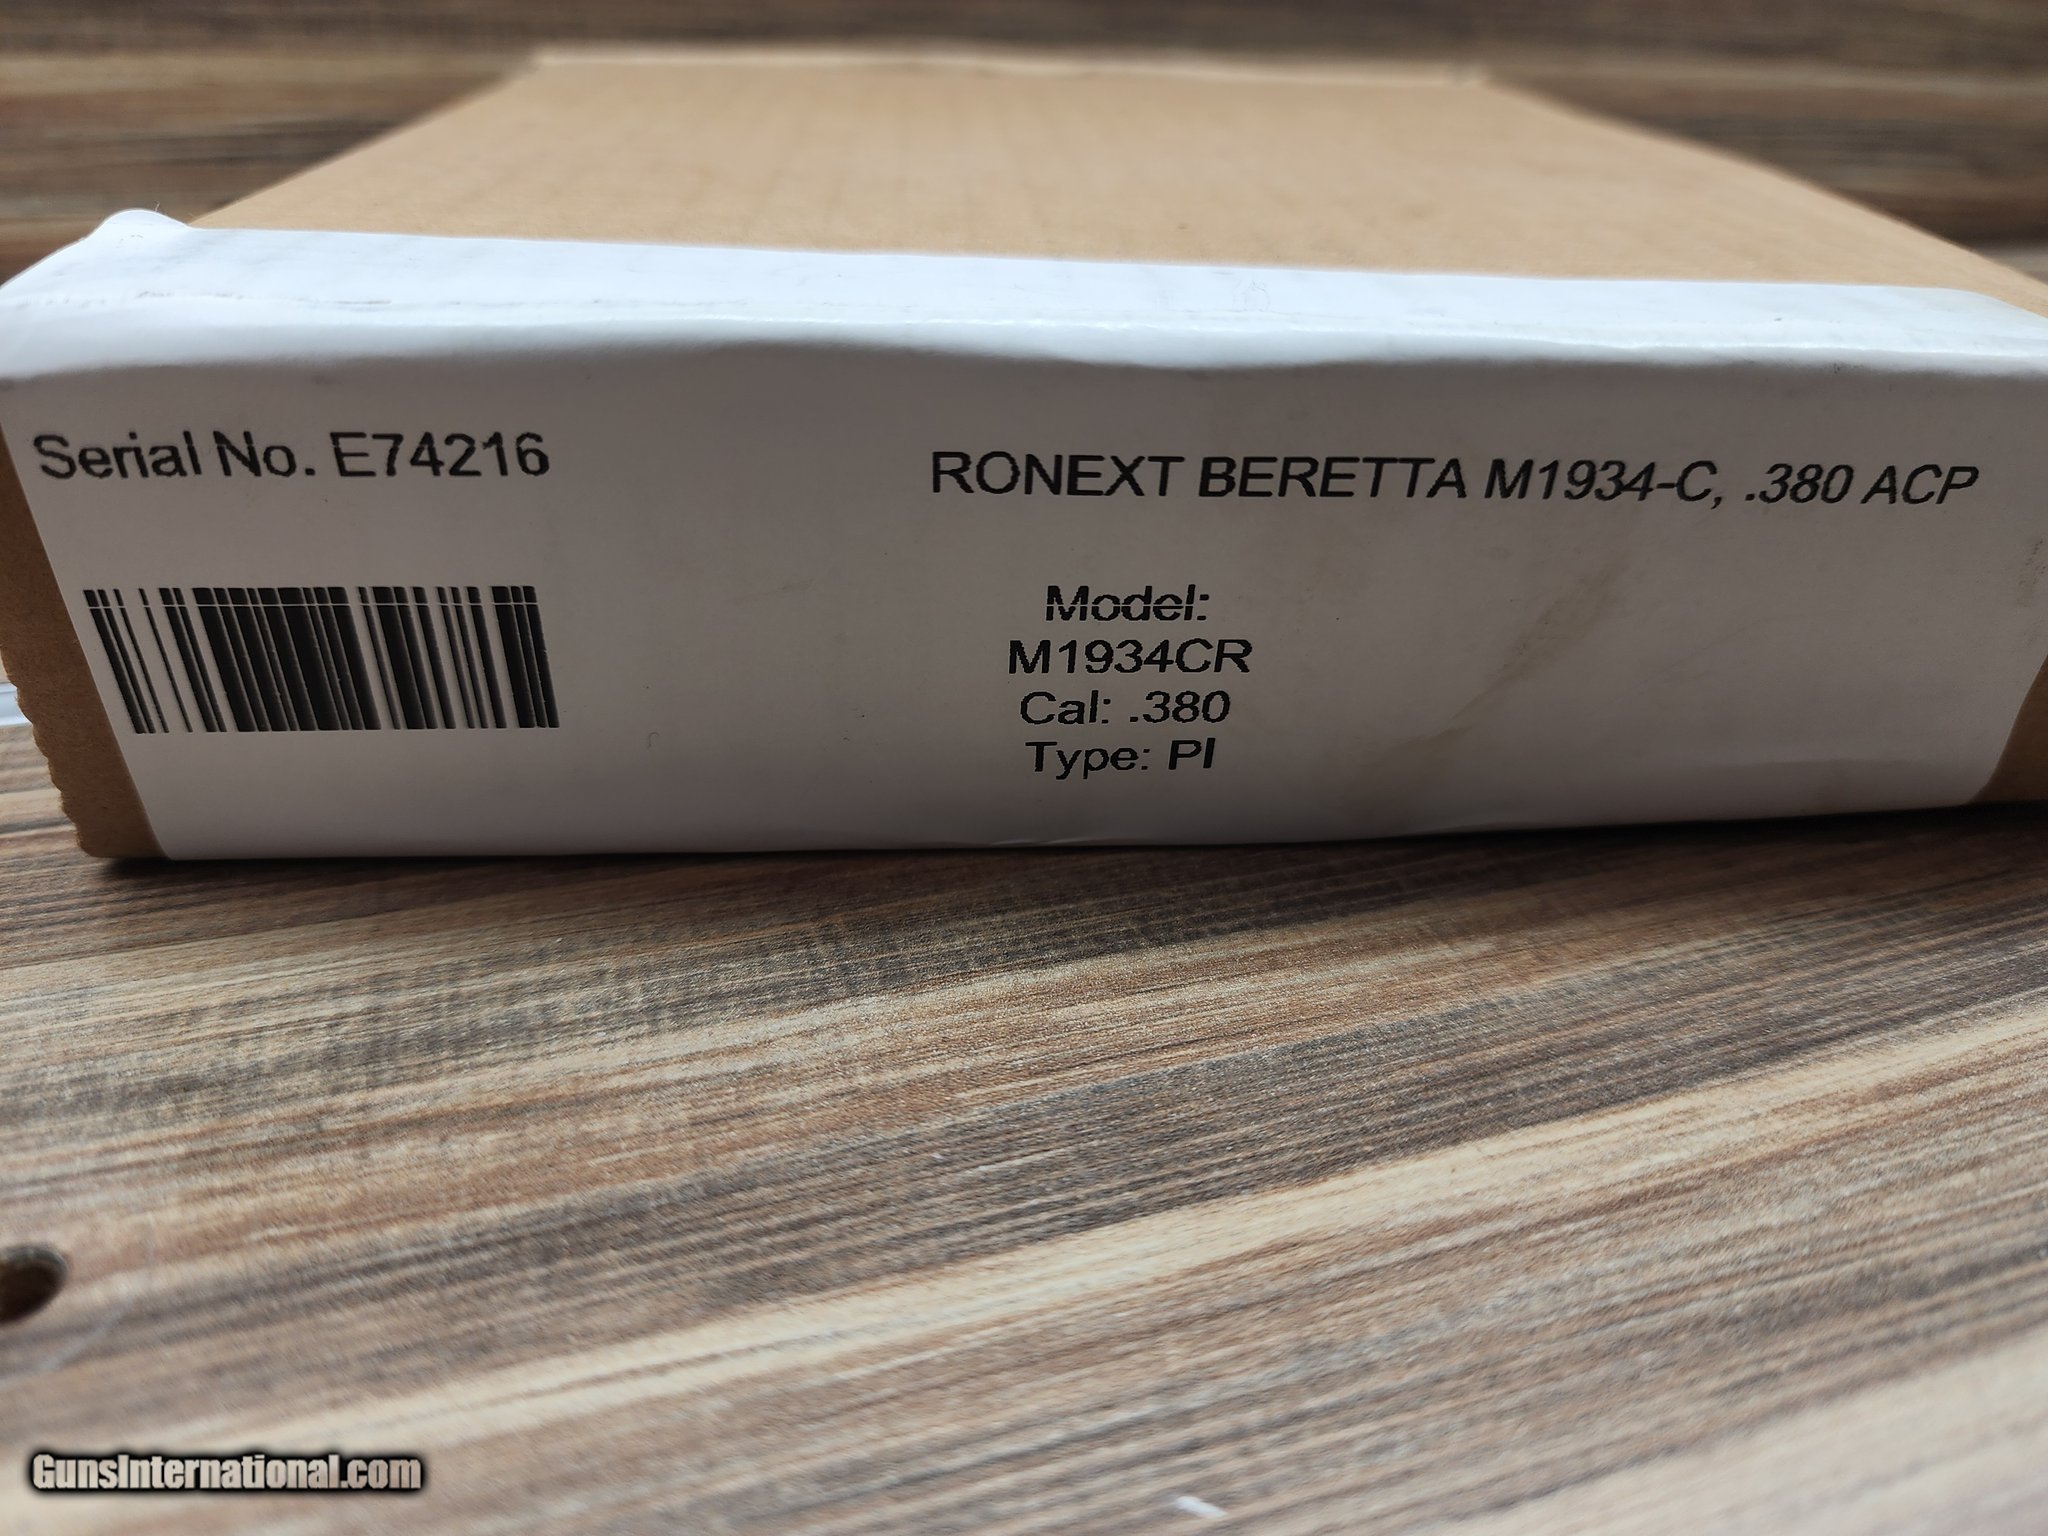 Serial No. E74216
RONEXT BERETTA M1934-C, .380 ACP
Model:
M1934CR
Cal: .380
Type: PI
GunsInternational.com